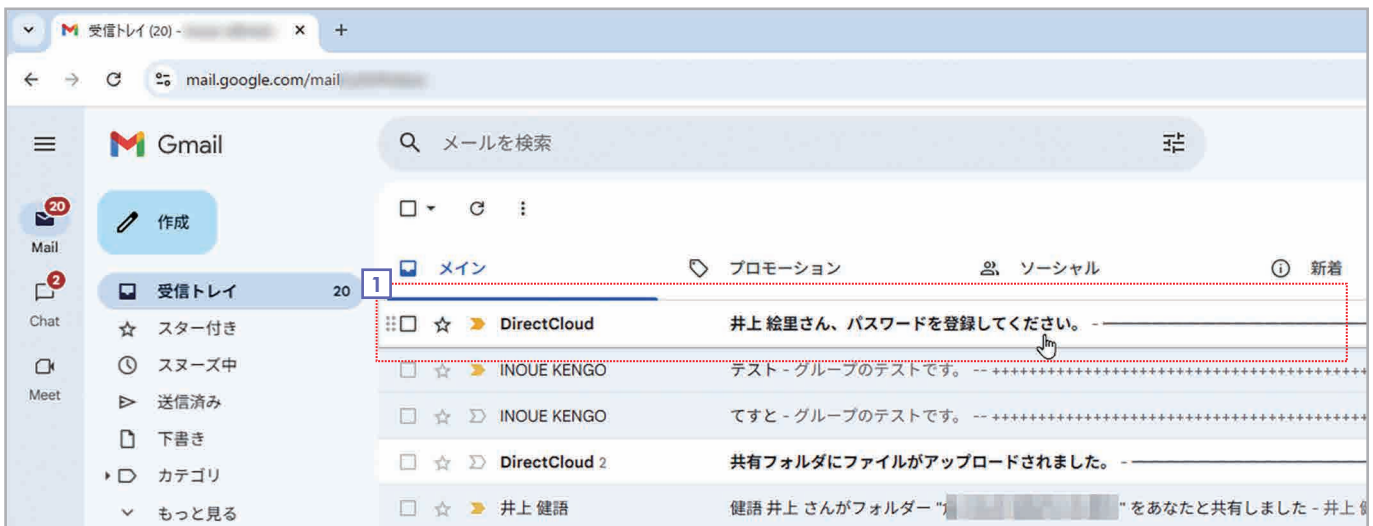 受信トレイ (20) -
mail.google.com/mail
Gmail
メールを検索
20
Mail
作成
メイン
プロモーション
ソーシャル
新着
1
2
Chat
受信トレイ 20
DirectCloud 井上 絵里さん、パスワードを登録してください。 -
スター付き
スヌーズ中
INOUE KENGO テスト - グループのテストです。 -- ++++++++++++++++++++++++++++++++++++++++
Meet
送信済み
INOUE KENGO てすと - グループのテストです。 -- ++++++++++++++++++++++++++++++++++++++++
下書き
DirectCloud 2 共有フォルダにファイルがアップロードされました。 -
カテゴリ
もっと見る
井上 健語 健語 井上 さんがフォルダー " " をあなたと共有しました - 井上